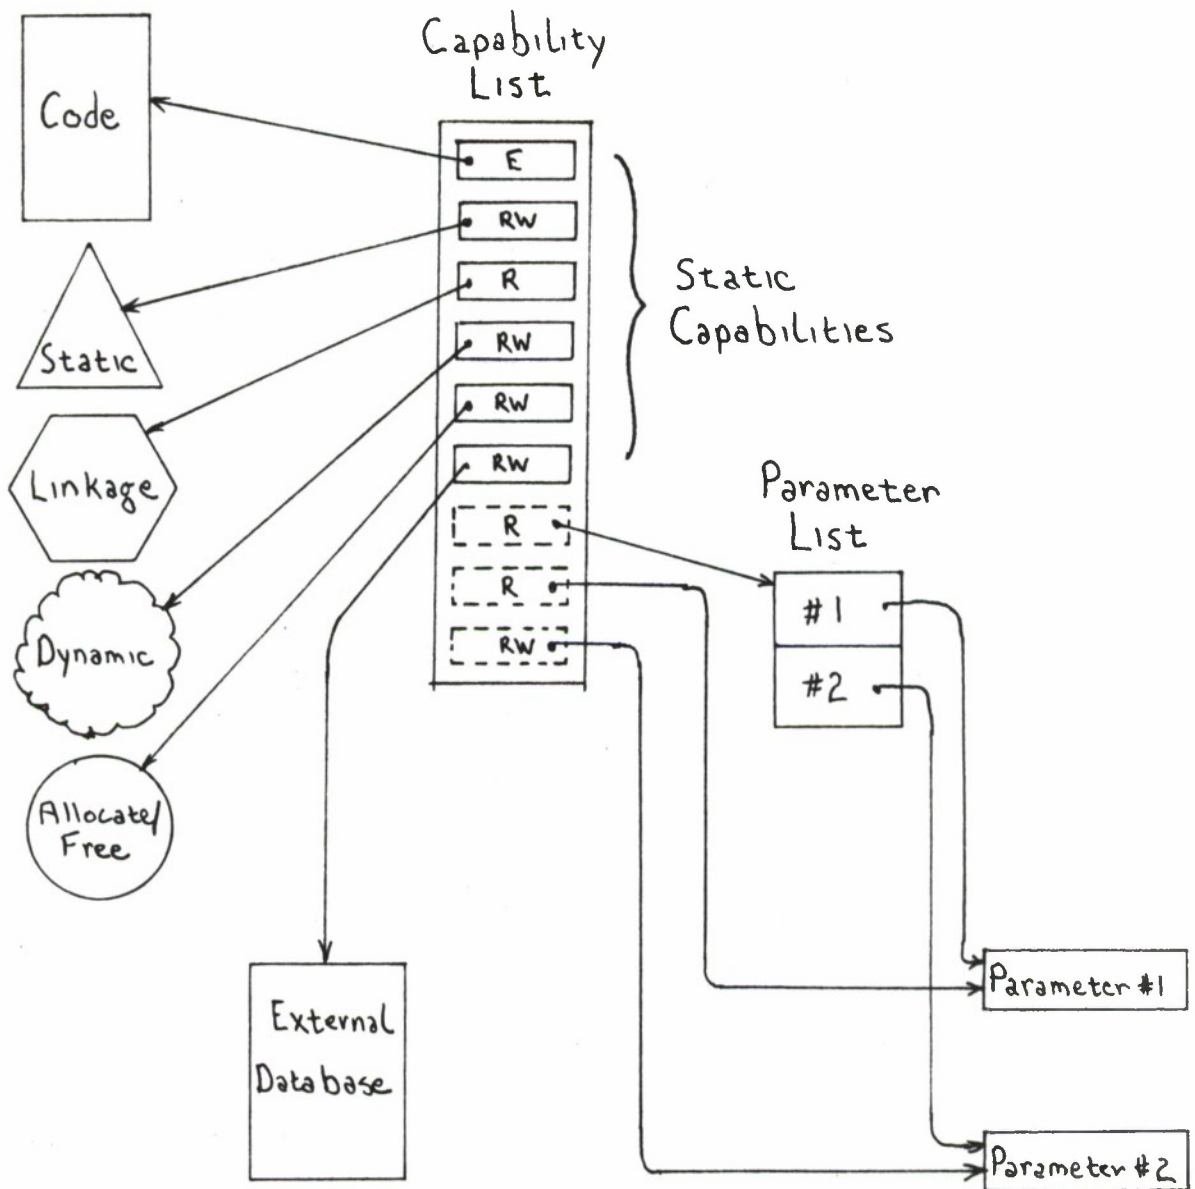 Capability
List
Code
E
RW
R
RW
RW
RW
R
R
RW
Static
Capabilities
Static
Linkage
Dynamic
Allocate/
Free
Parameter
List
#1
#2
External
Database
Parameter #1
Parameter #2